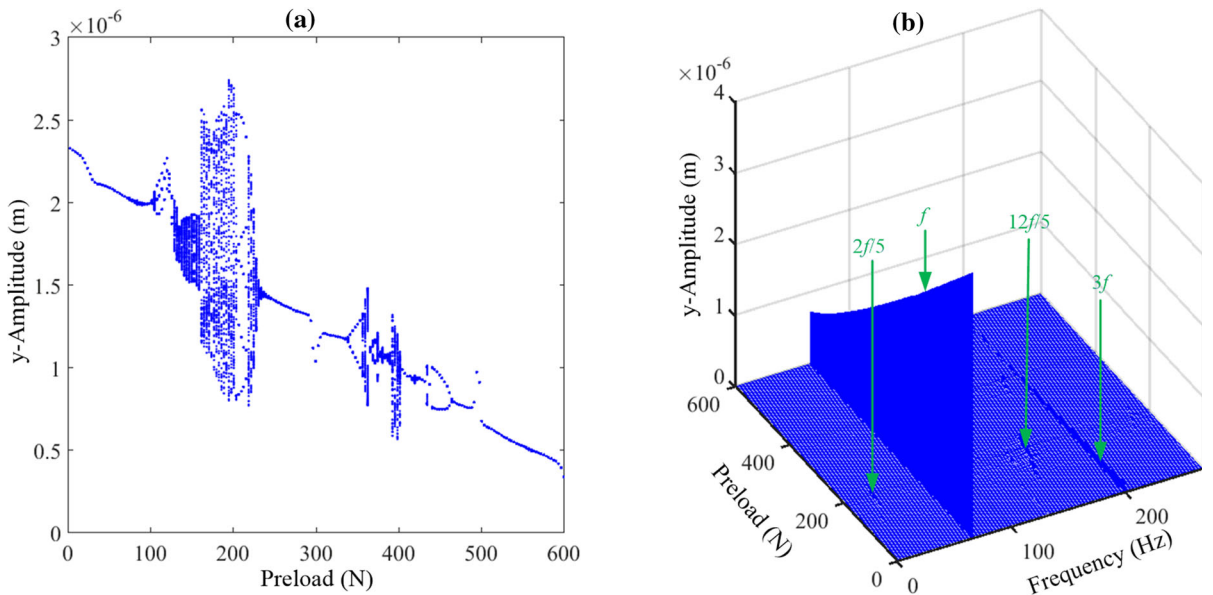 (a)
×10⁻⁶
3
2.5
2
1.5
1
0.5
0
y-Amplitude (m)
0 100 200 300 400 500 600
Preload (N)
(b)
×10⁻⁶
4
3
2
1
0
y-Amplitude (m)
2f/5
f
12f/5
3f
600
400
200
0
Preload (N)
0
100
200
Frequency (Hz)